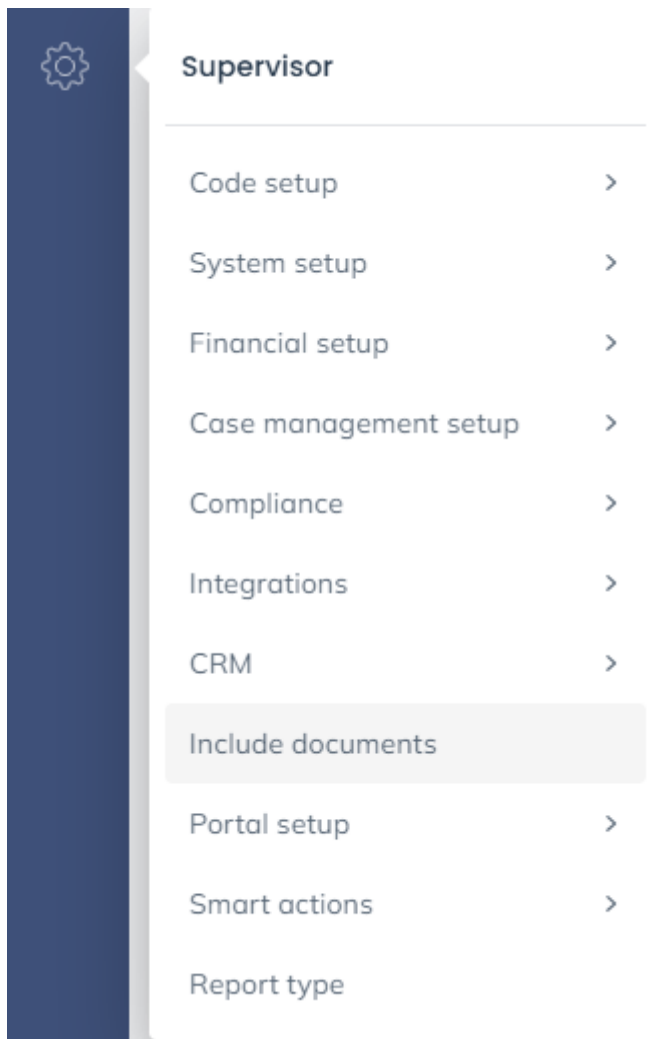 Supervisor
Code setup
System setup
Financial setup
Case management setup
Compliance
Integrations
CRM
Include documents
Portal setup
Smart actions
Report type